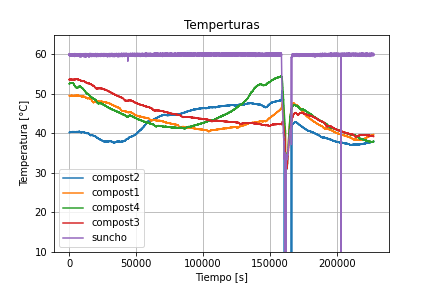 Temperturas
Temperatura [°C]
60
50
40
30
20
10
compost2
compost1
compost4
compost3
suncho
0
50000
100000
150000
200000
Tiempo [s]